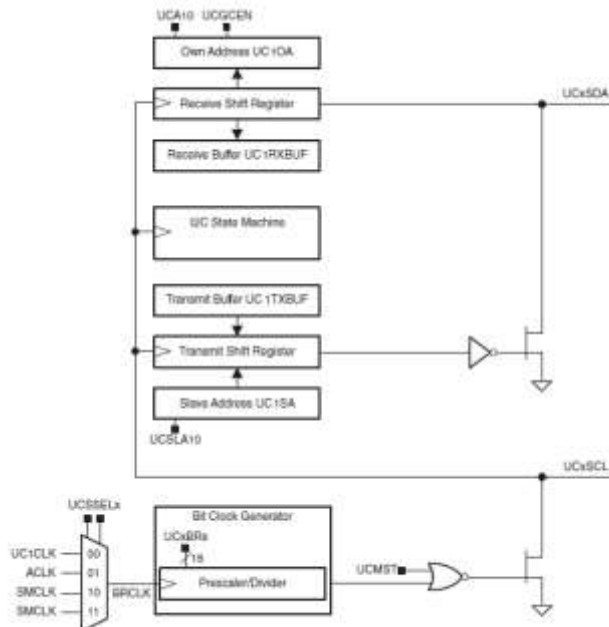 UCA10 UCGCEN
Own Address UC1OA
UCxSDA
Receive Shift Register
Receive Buffer UC1RXBUF
I2C State Machine
Transmit Buffer UC1TXBUF
Transmit Shift Register
Slave Address UC1SA
UCSLA10
UCxSCL
UCSSELx
Bit Clock Generator
UCxBRx
16
UC1CLK 00
ACLK 01
SMCLK 10
SMCLK 11
BRCLK
Prescaler/Divider
UCMST